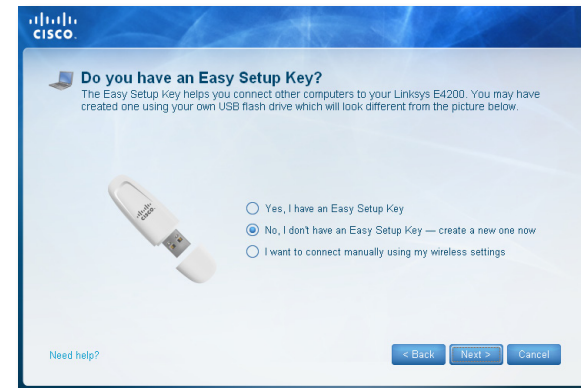 CISCO.
Do you have an Easy Setup Key?
The Easy Setup Key helps you connect other computers to your Linksys E4200. You may have
created one using your own USB flash drive which will look different from the picture below.
CISCO.
Yes, I have an Easy Setup Key
No, I don't have an Easy Setup Key — create a new one now
I want to connect manually using my wireless settings
Need help?
< Back Next > Cancel